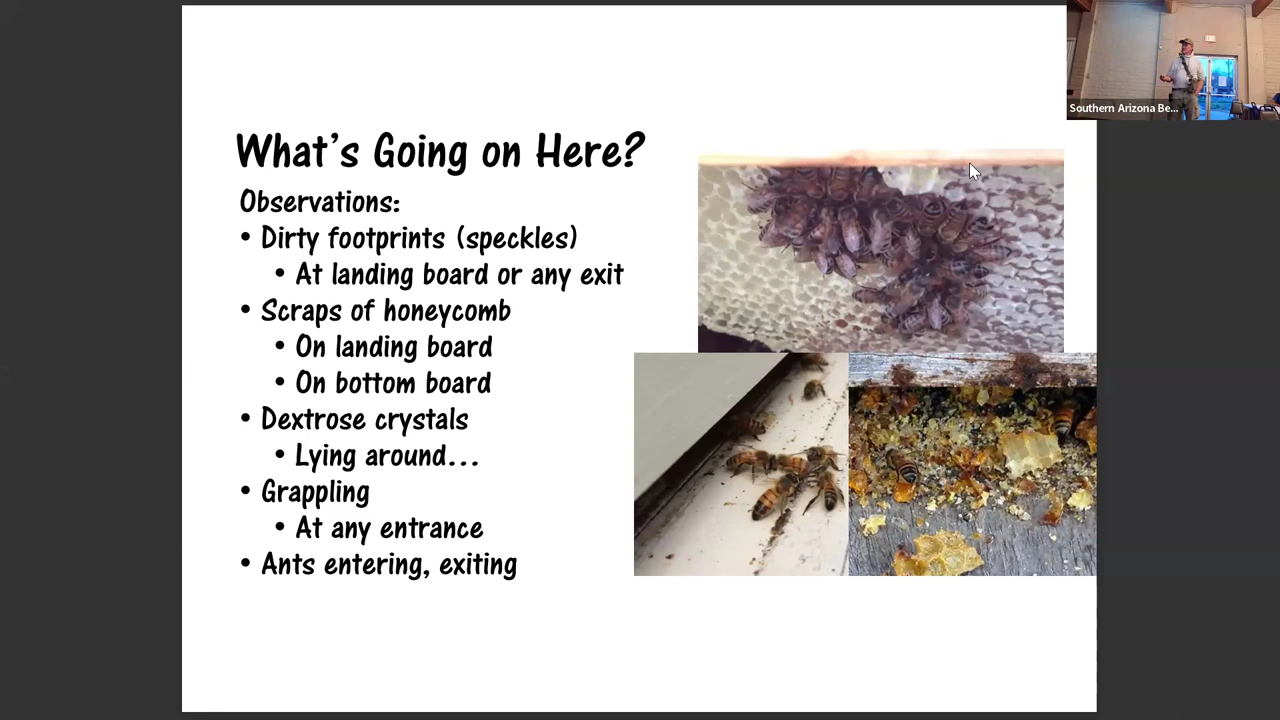 Southern Arizona Be...
What's Going on Here?
Observations:
• Dirty footprints (speckles)
• At landing board or any exit
• Scraps of honeycomb
• On landing board
• On bottom board
• Dextrose crystals
• Lying around...
• Grappling
• At any entrance
• Ants entering, exiting